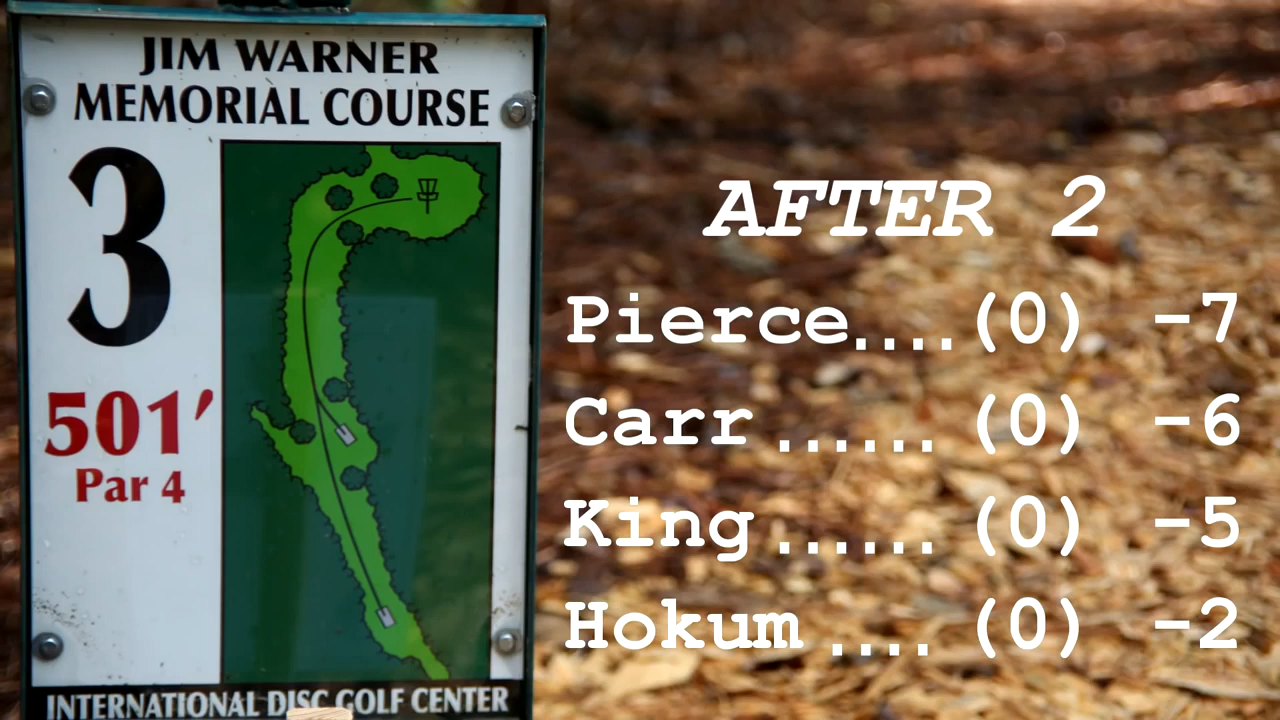 JIM WARNER
MEMORIAL COURSE
3
501'
Par 4
INTERNATIONAL DISC GOLF CENTER
AFTER 2
Pierce....(0) -7
Carr ...... (0) -6
King ...... (0) -5
Hokum .... (0) -2